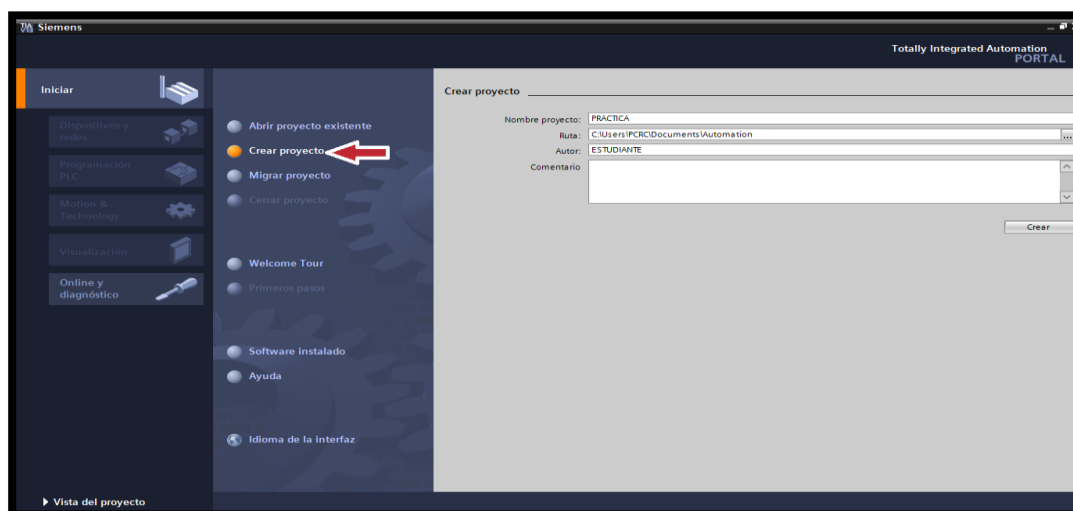 Siemens
Totally Integrated Automation
PORTAL
Iniciar
Dispositivos y
redes
Programación
PLC
Motion &
Technology
Visualización
Online y
diagnóstico
Abrir proyecto existente
Crear proyecto
Migrar proyecto
Cerrar proyecto
Welcome Tour
Primeros pasos
Software instalado
Ayuda
Idioma de la interfaz
Crear proyecto
Nombre proyecto: PRACTICA
Ruta: C:\Users\PCRC\Documents\Automation ...
Autor: ESTUDIANTE
Comentario
Crear
Vista del proyecto